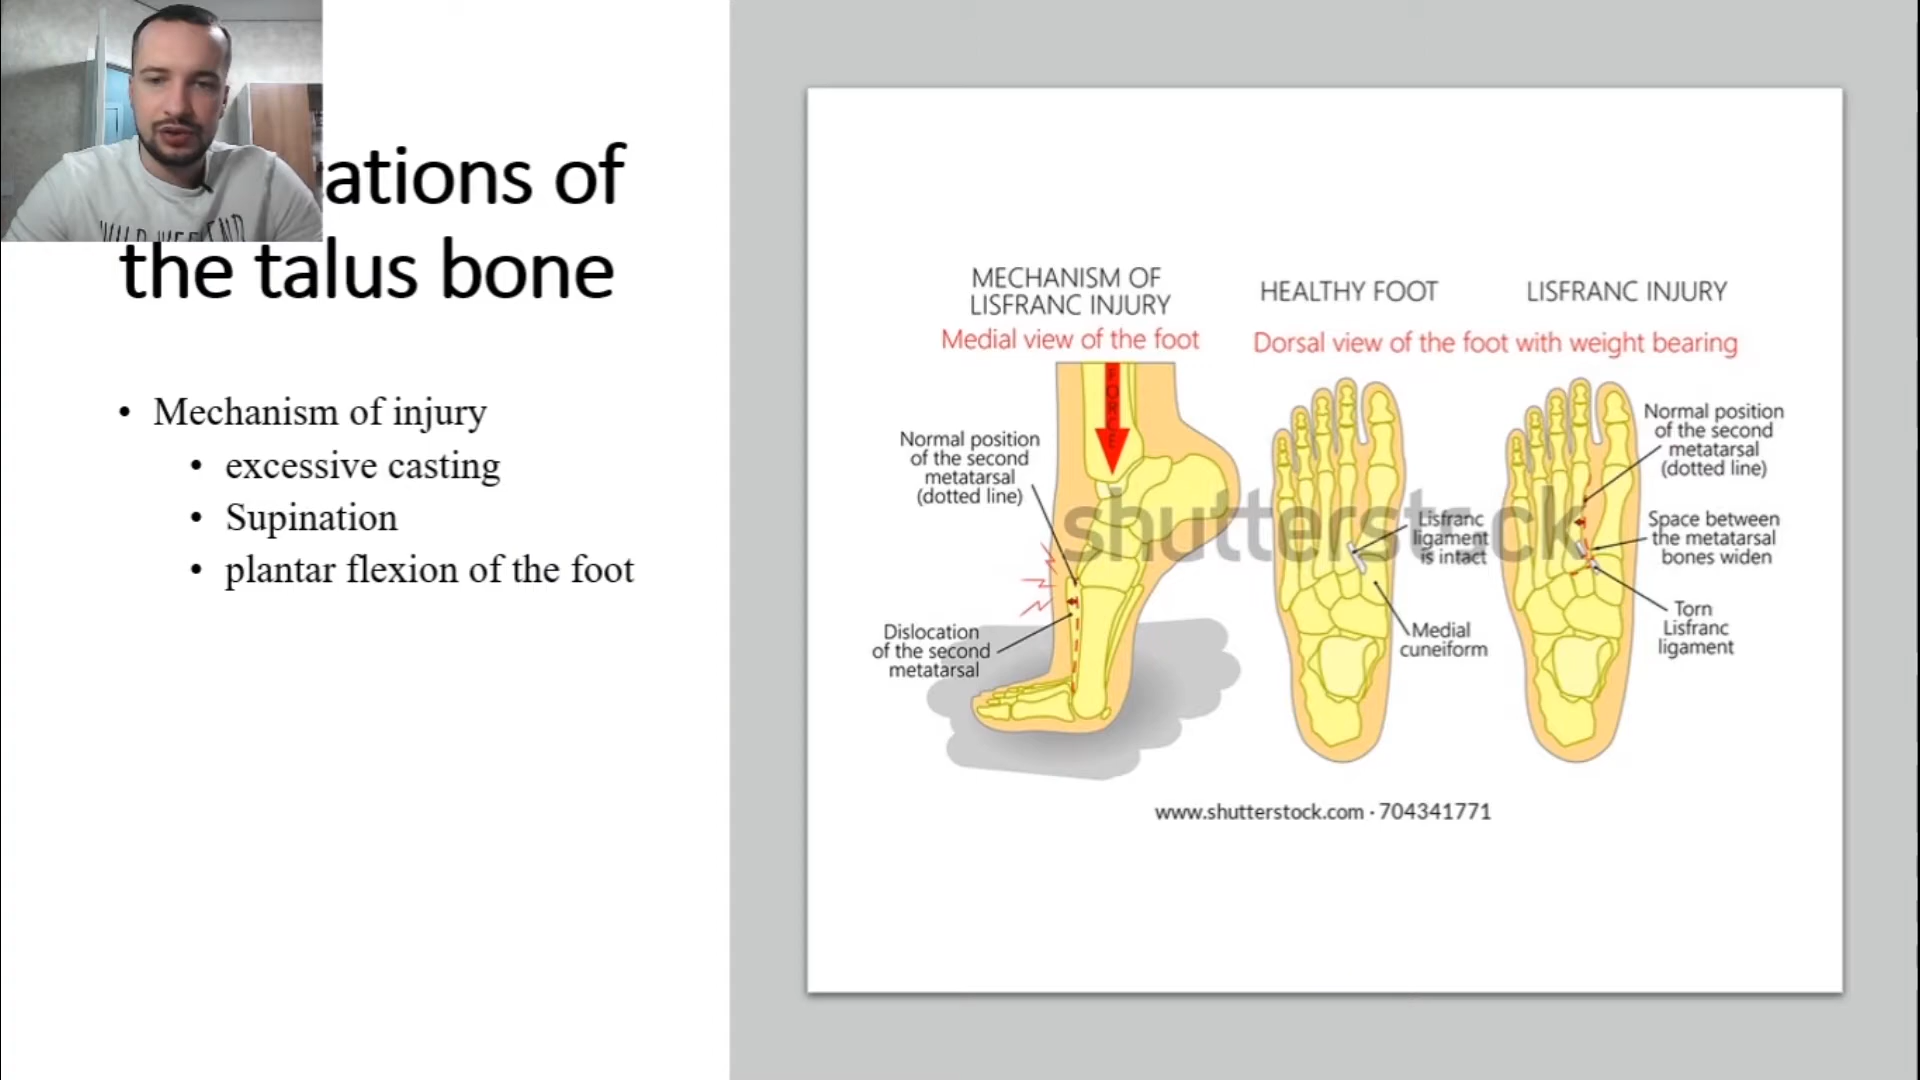 ations of
the talus bone
• Mechanism of injury
• excessive casting
• Supination
• plantar flexion of the foot
MECHANISM OF
LISFRANC INJURY
Medial view of the foot
FORCE
Normal position
of the second
metatarsal
(dotted line)
Dislocation
of the second
metatarsal
HEALTHY FOOT
LISFRANC INJURY
Dorsal view of the foot with weight bearing
Lisfranc
ligament
is intact
Medial
cuneiform
Normal position
of the second
metatarsal
(dotted line)
Space between
the metatarsal
bones widen
Torn
Lisfranc
ligament
shutterstock
www.shutterstock.com · 704341771